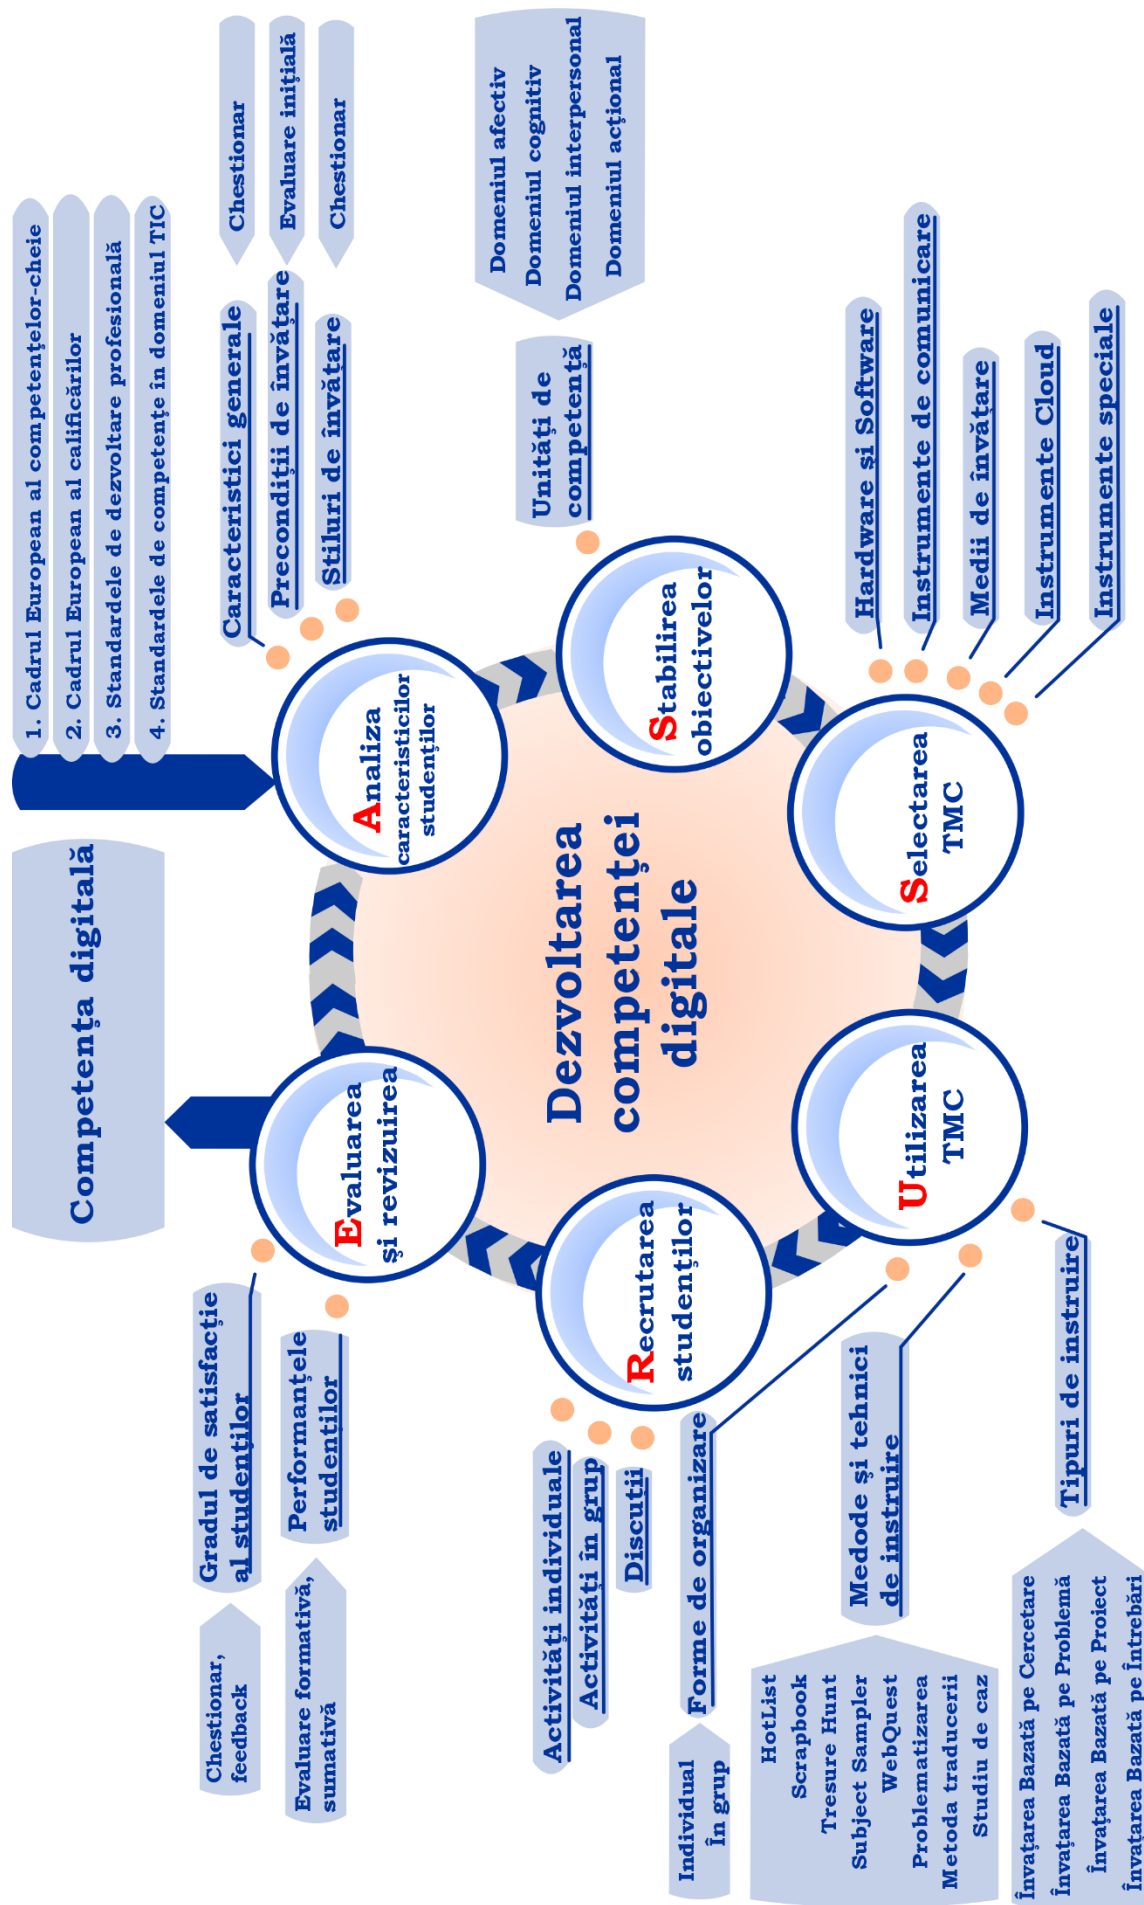 Competența digitală
1. Cadrul European al competențelor-cheie
2. Cadrul European al calificărilor
3. Standardele de dezvoltare profesională
4. Standardele de competențe în domeniul TIC
Analiza
caracteristicilor
studenților
Caracteristici generale
Chestionar
Precondiții de învățare
Evaluare inițială
Stiluri de învățare
Chestionar
Stabilirea
obiectivelor
Unități de
competență
Domeniul afectiv
Domeniul cognitiv
Domeniul interpersonal
Domeniul acțional
Selectarea
TMC
Hardware și Software
Instrumente de comunicare
Medii de învățare
Instrumente Cloud
Instrumente speciale
Utilizarea
TMC
Forme de organizare
Individual
În grup
Medode și tehnici
de instruire
HotList
Scrapbook
Tresure Hunt
Subject Sampler
WebQuest
Problematizarea
Metoda traducerii
Studiu de caz
Tipuri de instruire
Învațarea Bazată pe Cercetare
Învațarea Bazată pe Problemă
Învațarea Bazată pe Proiect
Învațarea Bazată pe Întrebări
Recrutarea
studenților
Activități individuale
Activități în grup
Discuții
Evaluarea
și revizuirea
Gradul de satisfacție
al studenților
Chestionar,
feedback
Performanțele
studenților
Evaluare formativă,
sumativă
Dezvoltarea
competenței
digitale